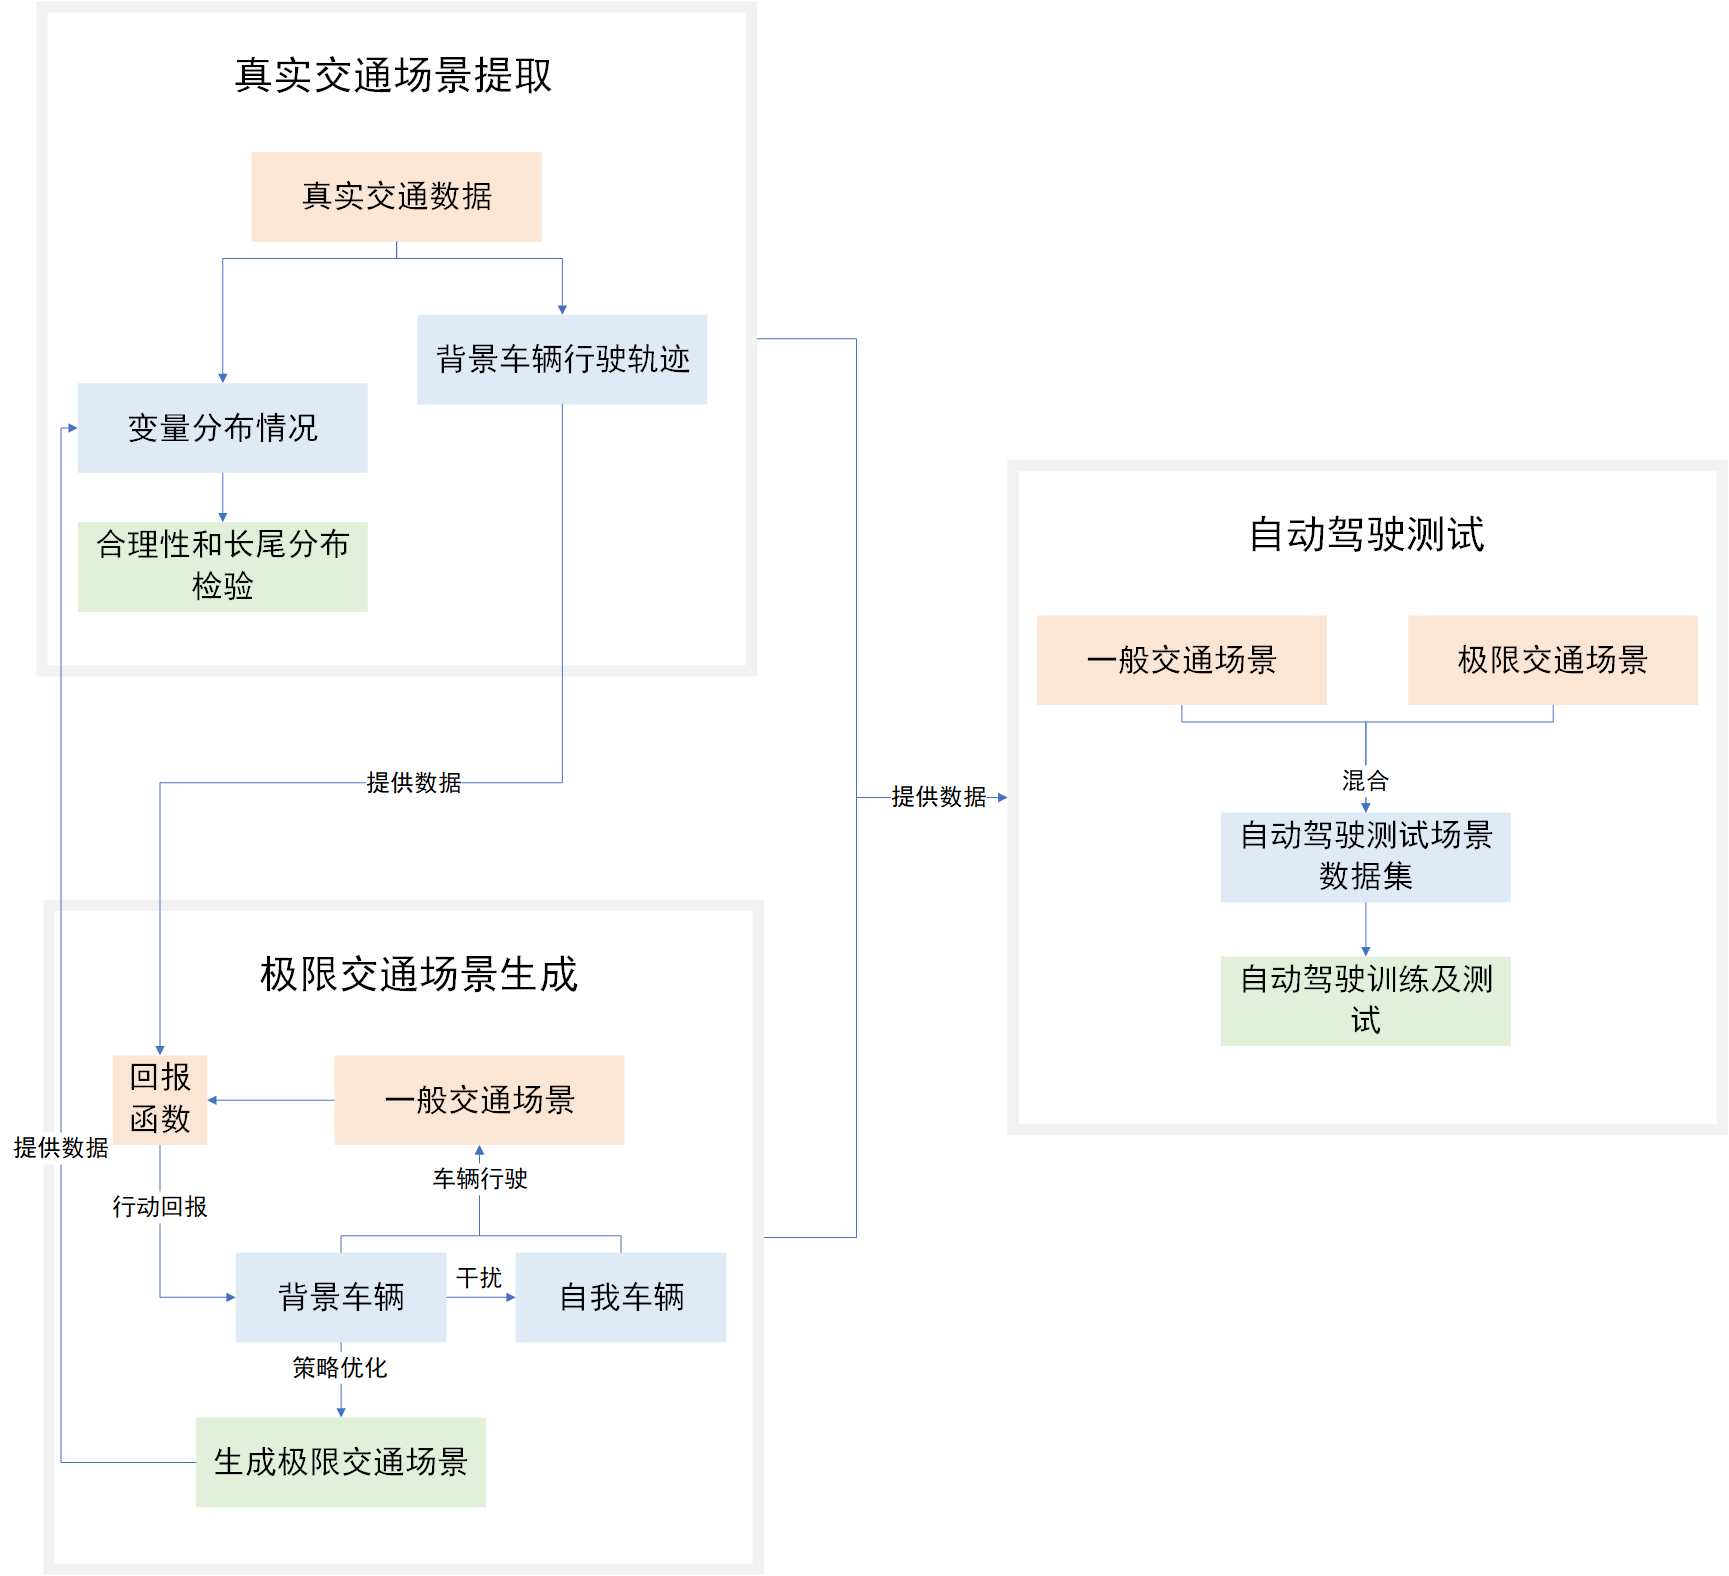 真实交通场景提取
真实交通数据
背景车辆行驶轨迹
变量分布情况
合理性和长尾分布
检验
提供数据
极限交通场景生成
回报
函数
一般交通场景
提供数据
车辆行驶
行动回报
背景车辆
干扰
自我车辆
策略优化
生成极限交通场景
提供数据
自动驾驶测试
一般交通场景
极限交通场景
混合
自动驾驶测试场景
数据集
自动驾驶训练及测
试